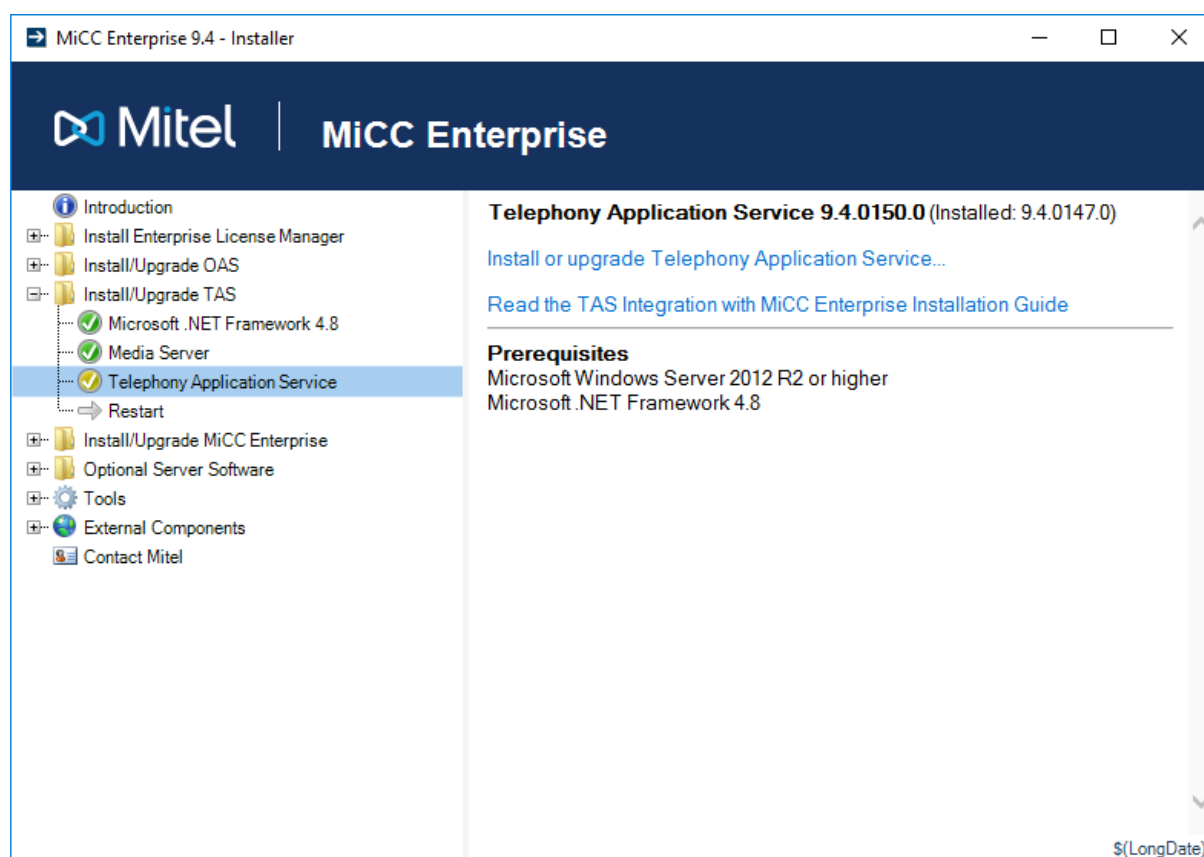 MiCC Enterprise 9.4 - Installer
Mitel | MiCC Enterprise
Introduction
Install Enterprise License Manager
Install/Upgrade OAS
Install/Upgrade TAS
Microsoft .NET Framework 4.8
Media Server
Telephony Application Service
Restart
Install/Upgrade MiCC Enterprise
Optional Server Software
Tools
External Components
Contact Mitel
Telephony Application Service 9.4.0150.0 (Installed: 9.4.0147.0)
Install or upgrade Telephony Application Service...
Read the TAS Integration with MiCC Enterprise Installation Guide
Prerequisites
Microsoft Windows Server 2012 R2 or higher
Microsoft .NET Framework 4.8
$(LongDate)